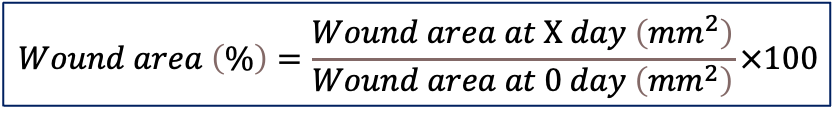 Wound area (%) = Wound area at X day (mm²) / Wound area at 0 day (mm²) ×100